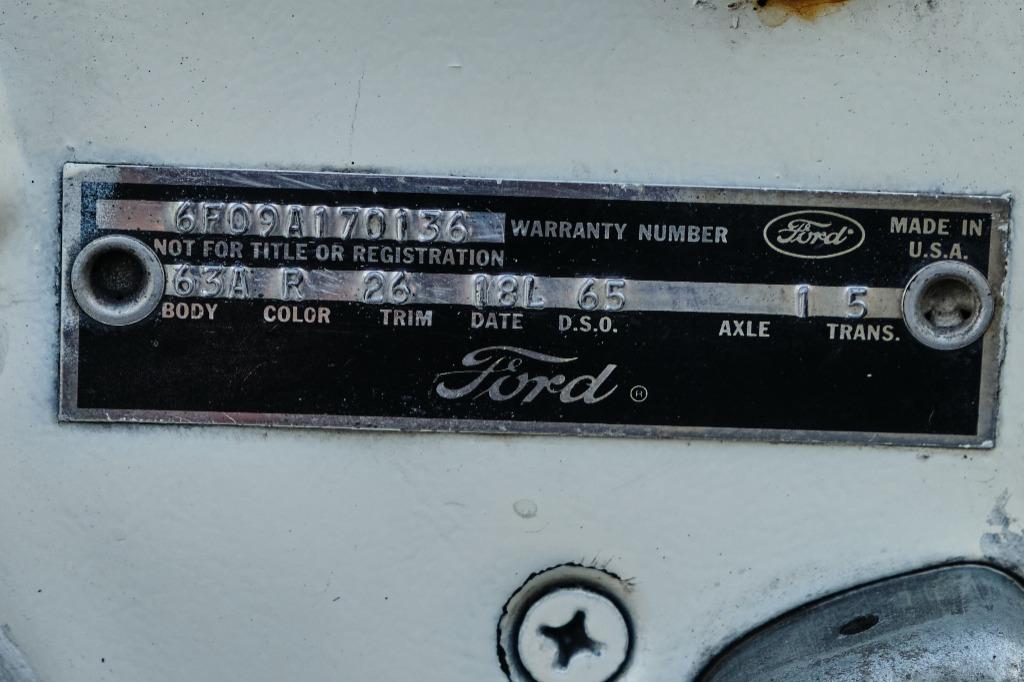 6F09A170136 WARRANTY NUMBER Ford MADE IN
NOT FOR TITLE OR REGISTRATION U.S.A.
63A R 26 18L 65 1 5
BODY COLOR TRIM DATE D.S.O. AXLE TRANS.
Ford ®